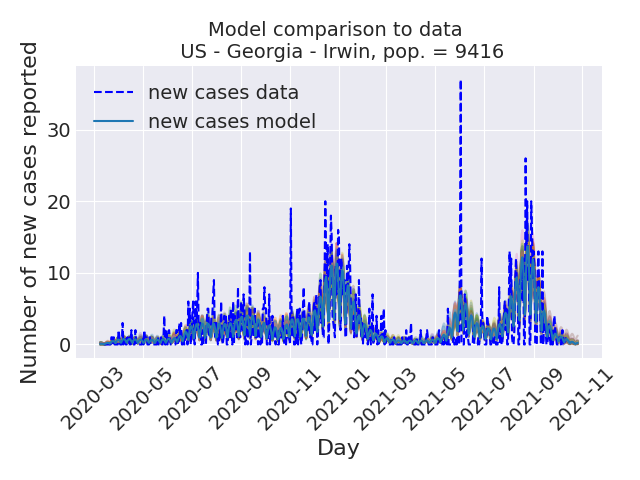 Model comparison to data
US - Georgia - Irwin, pop. = 9416
new cases data
new cases model
Number of new cases reported
30
20
10
0
2020-03
2020-05
2020-07
2020-09
2020-11
2021-01
2021-03
2021-05
2021-07
2021-09
2021-11
Day